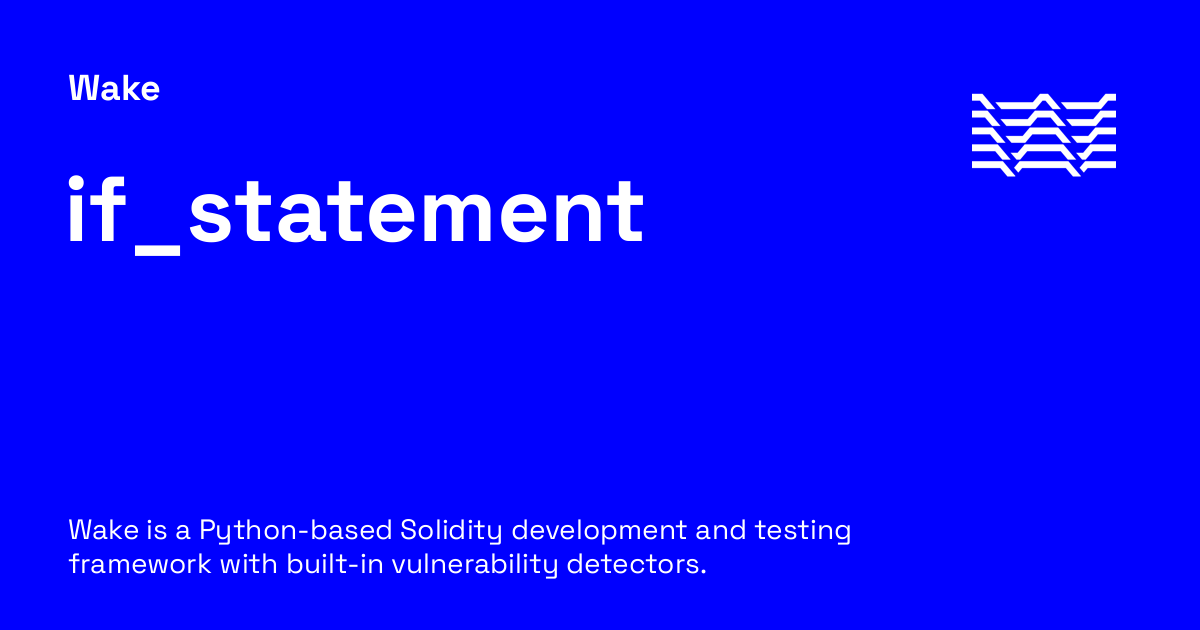 Wake
if_statement
Wake is a Python-based Solidity development and testing
framework with built-in vulnerability detectors.